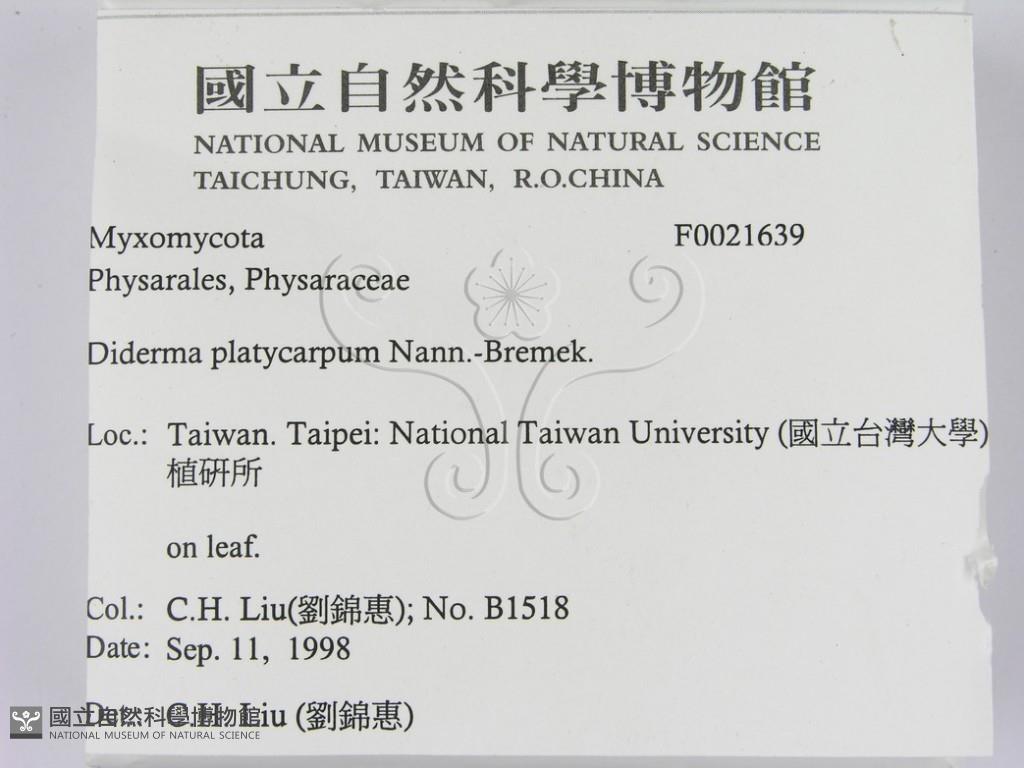 國立自然科學博物館
NATIONAL MUSEUM OF NATURAL SCIENCE
TAICHUNG, TAIWAN, R.O.CHINA
Myxomycota F0021639
Physarales, Physaraceae
Diderma platycarpum Nann.-Bremek.
Loc.: Taiwan. Taipei: National Taiwan University (國立台灣大學)
植研所
on leaf.
Col.: C.H. Liu(劉錦惠); No. B1518
Date: Sep. 11, 1998
Det.: C.H. Liu (劉錦惠)
國立自然科學博物館
NATIONAL MUSEUM OF NATURAL SCIENCE